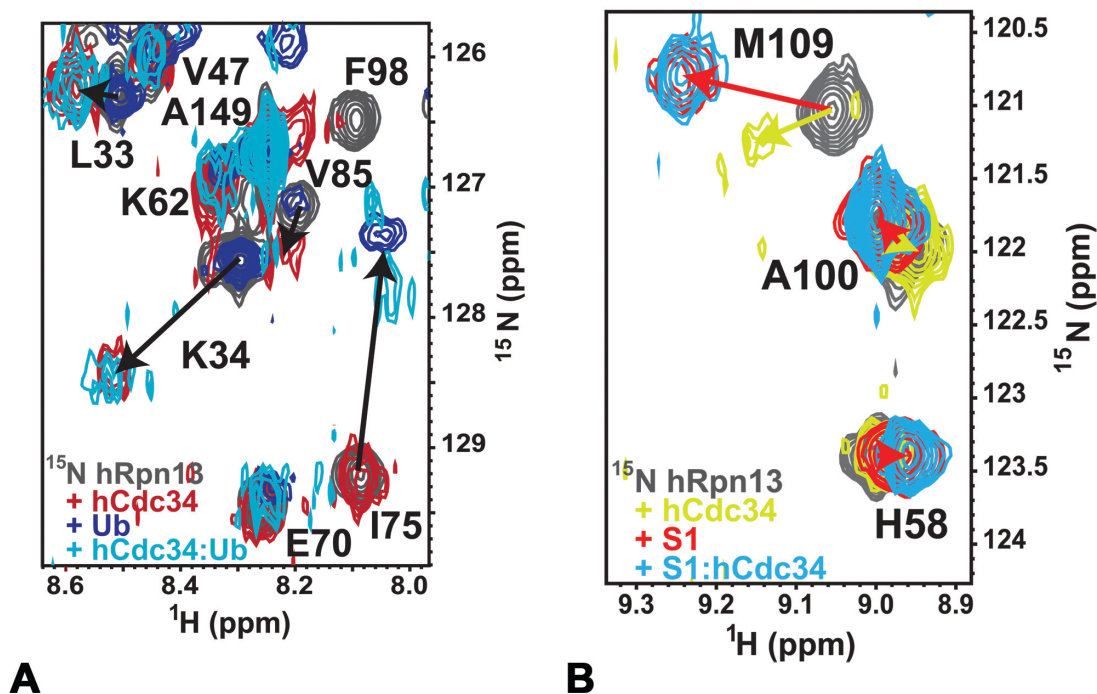 126
127
128
129
15N (ppm)
V47
F98
A149
L33
V85
K62
K34
15N hRpn13
+ hCdc34
+ Ub
+ hCdc34:Ub
E70
I75
8.6
8.4
8.2
8.0
1H (ppm)
A
120.5
121
121.5
122
122.5
123
123.5
124
15N (ppm)
M109
A100
15N hRpn13
+ hCdc34
+ S1
+ S1:hCdc34
H58
9.3
9.2
9.1
9.0
8.9
1H (ppm)
B